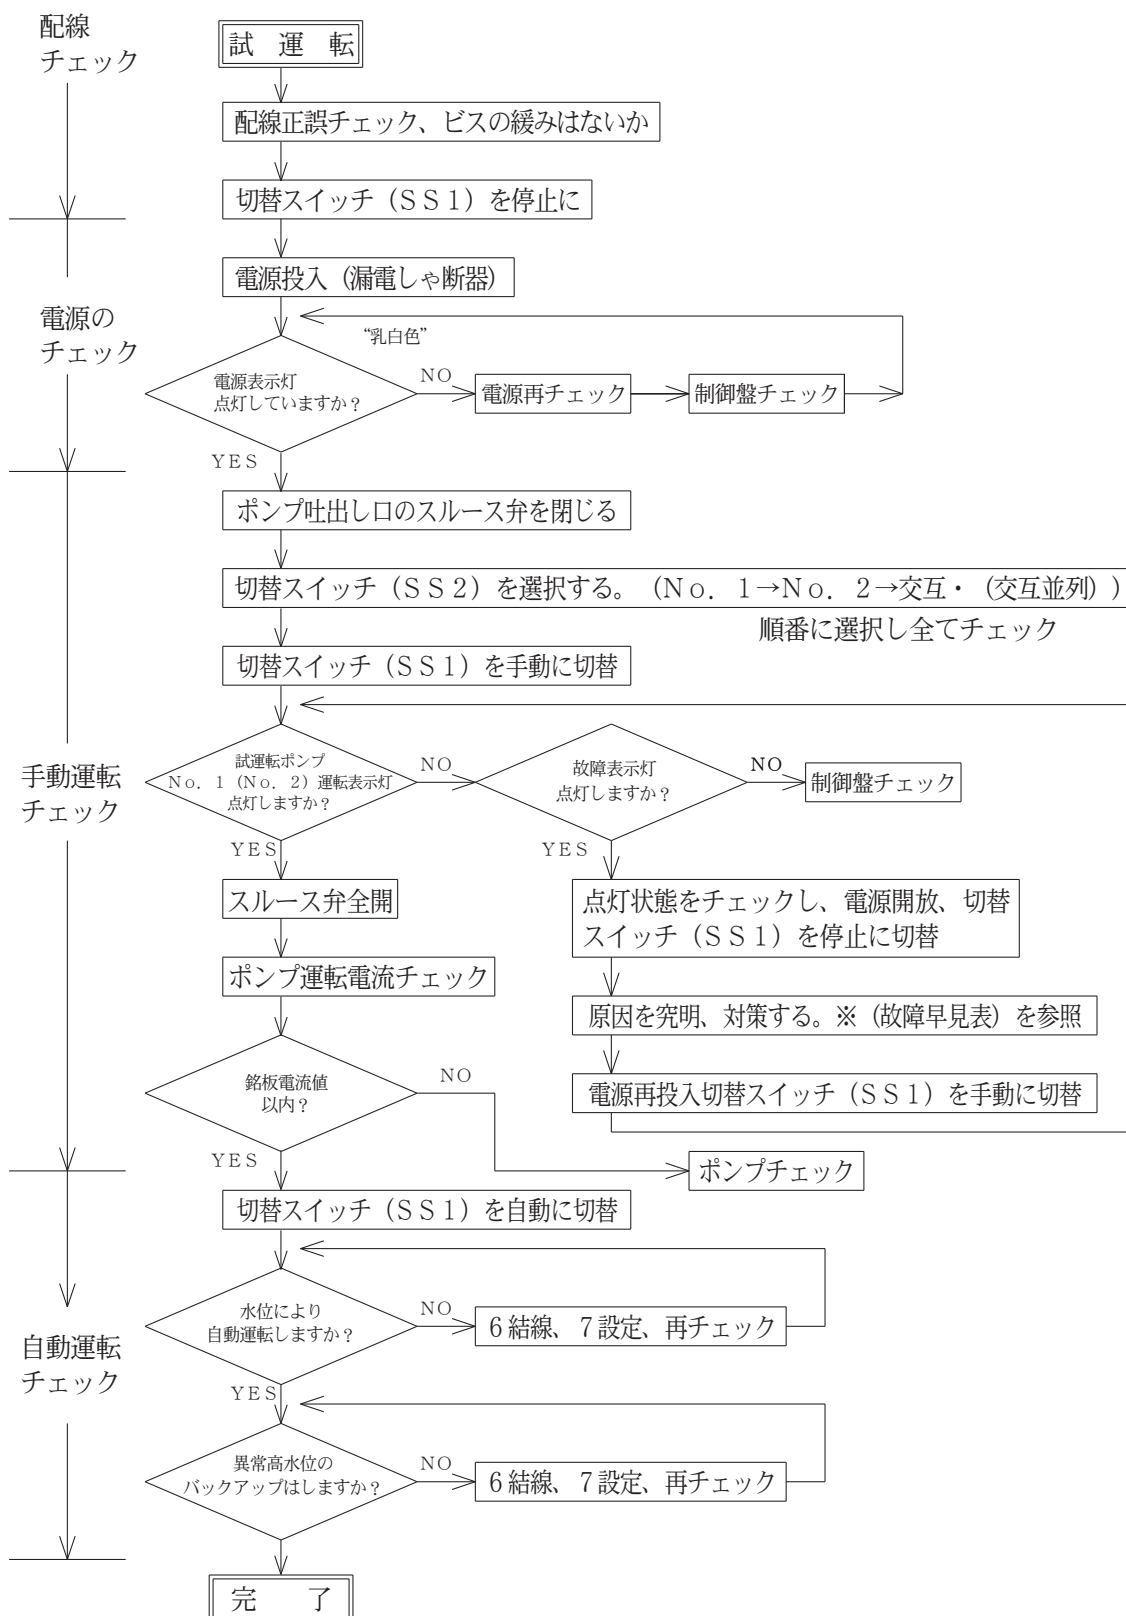 配線
チェック
試　運　転
配線正誤チェック、ビスの緩みはないか
切替スイッチ（ＳＳ１）を停止に
電源投入（漏電しゃ断器）
電源の
チェック
“乳白色”
電源表示灯
点灯していますか？
ＮＯ
電源再チェック
制御盤チェック
ＹＥＳ
ポンプ吐出し口のスルース弁を閉じる
切替スイッチ（ＳＳ２）を選択する。（Ｎｏ．１→Ｎｏ．２→交互・（交互並列））
順番に選択し全てチェック
切替スイッチ（ＳＳ１）を手動に切替
手動運転
チェック
試運転ポンプ
Ｎｏ．１（Ｎｏ．２）運転表示灯
点灯しますか？
ＮＯ
故障表示灯
点灯しますか？
ＮＯ
制御盤チェック
ＹＥＳ
ＹＥＳ
スルース弁全開
点灯状態をチェックし、電源開放、切替
スイッチ（ＳＳ１）を停止に切替
ポンプ運転電流チェック
原因を究明、対策する。※（故障早見表）を参照
銘板電流値
以内？
ＮＯ
電源再投入切替スイッチ（ＳＳ１）を手動に切替
ＹＥＳ
ポンプチェック
切替スイッチ（ＳＳ１）を自動に切替
水位により
自動運転しますか？
ＮＯ
６結線、７設定、再チェック
自動運転
チェック
ＹＥＳ
異常高水位の
バックアップはしますか？
ＮＯ
６結線、７設定、再チェック
完　　了